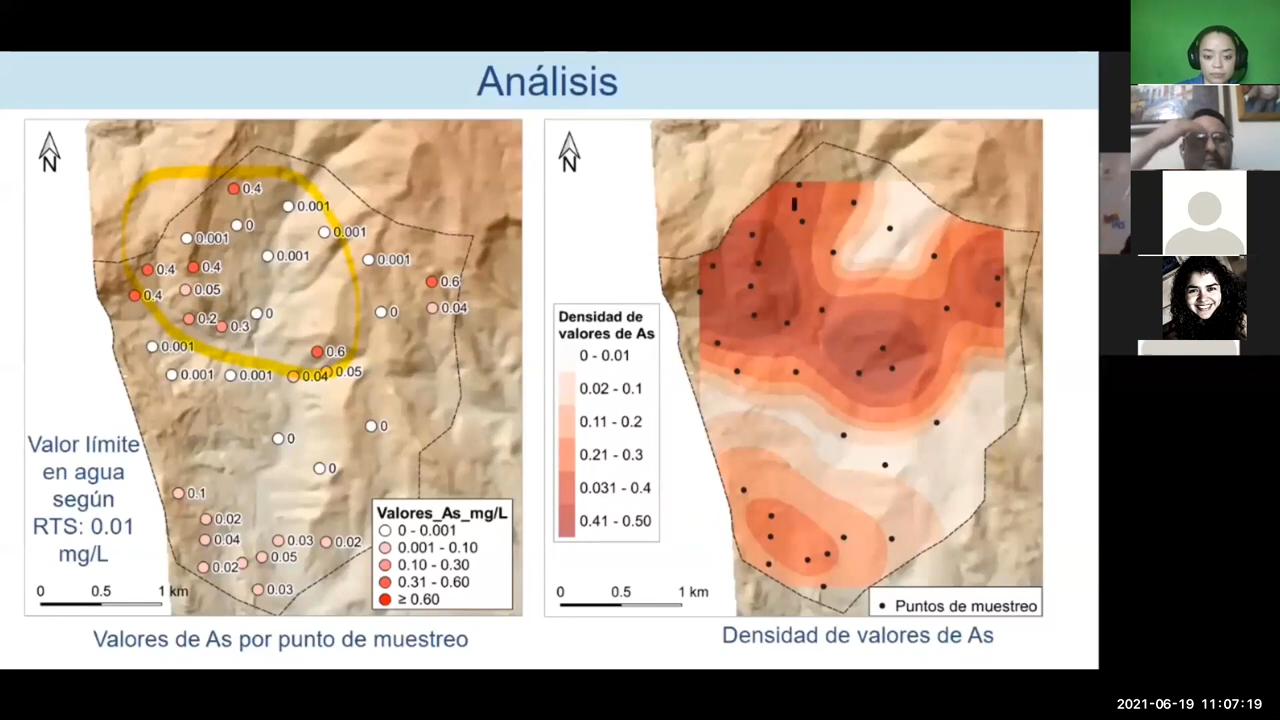 Análisis
N
0.4
0.001
0
0.001
0.001
0.001
0.001
0.4
0.4
0.6
0.05
0.4
0.04
0
0
0.2
0.3
0.001
0.6
0.05
0.001
0.001
0.04
0
0
0
0.1
0.02
0.04
0.03
0.02
0.05
0.02
0.03
Valor límite
en agua
según
RTS: 0.01
mg/L
Valores_As_mg/L
0 - 0.001
0.001 - 0.10
0.10 - 0.30
0.31 - 0.60
≥ 0.60
0 0.5 1 km
Valores de As por punto de muestreo
N
Densidad de
valores de As
0 - 0.01
0.02 - 0.1
0.11 - 0.2
0.21 - 0.3
0.031 - 0.4
0.41 - 0.50
Puntos de muestreo
0 0.5 1 km
Densidad de valores de As
2021-06-19 11:07:19